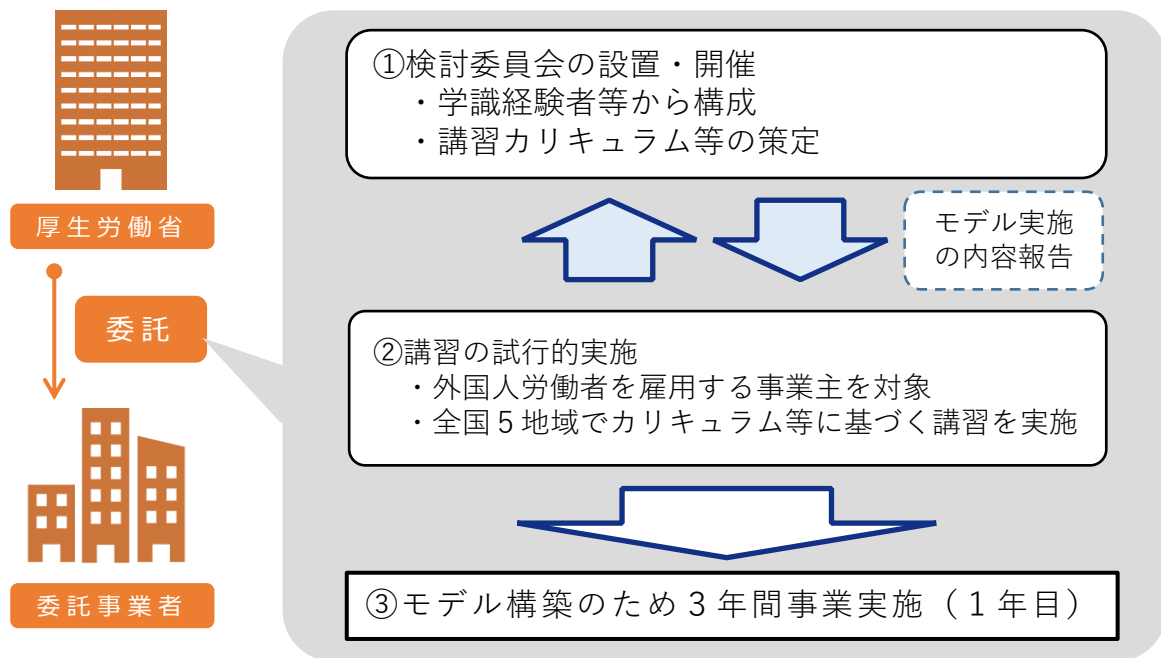 厚生労働省
委託
委託事業者
①検討委員会の設置・開催
・学識経験者等から構成
・講習カリキュラム等の策定
モデル実施
の内容報告
②講習の試行的実施
・外国人労働者を雇用する事業主を対象
・全国5地域でカリキュラム等に基づく講習を実施
③モデル構築のため3年間事業実施（1年目）